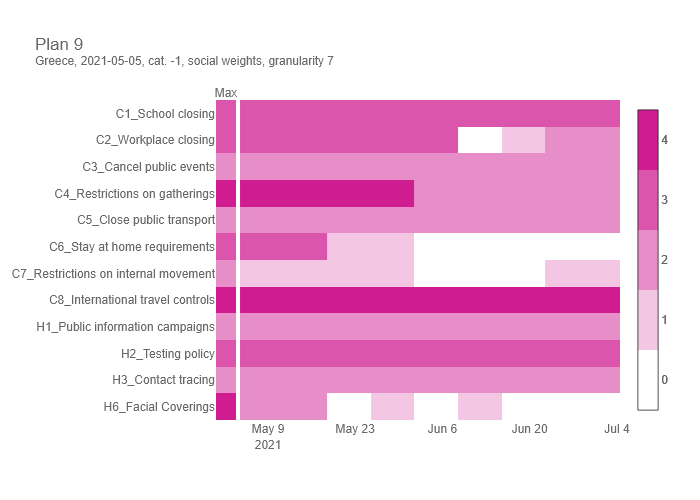 Plan 9
Greece, 2021-05-05, cat. -1, social weights, granularity 7
Max
C1_School closing
C2_Workplace closing
C3_Cancel public events
C4_Restrictions on gatherings
C5_Close public transport
C6_Stay at home requirements
C7_Restrictions on internal movement
C8_International travel controls
H1_Public information campaigns
H2_Testing policy
H3_Contact tracing
H6_Facial Coverings
4
3
2
1
0
May 9
May 23
Jun 6
Jun 20
Jul 4
2021